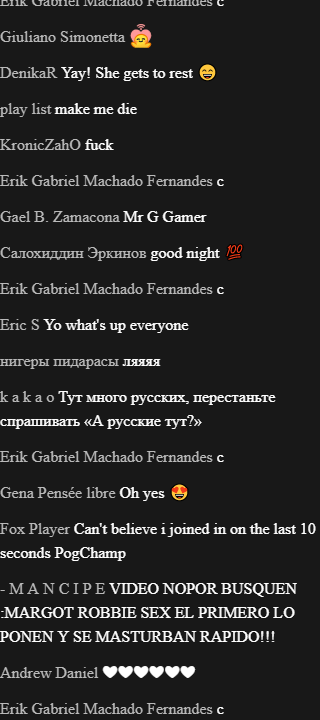 Erik Gabriel Machado Fernandes c
Giuliano Simonetta
DenikaR Yay! She gets to rest 😄
play list make me die
KronicZahO fuck
Erik Gabriel Machado Fernandes c
Gael B. Zamacona Mr G Gamer
Салохиддин Эркинов good night 💯
Erik Gabriel Machado Fernandes c
Eric S Yo what's up everyone
нигеры пидарасы ляяяя
k a k a o Тут много русских, перестаньте
спрашивать «А русские тут?»
Erik Gabriel Machado Fernandes c
Gena Pensée libre Oh yes 😍
Fox Player Can't believe i joined in on the last 10
seconds PogChamp
- M A N C I P E VIDEO NOPOR BUSQUEN
:MARGOT ROBBIE SEX EL PRIMERO LO
PONEN Y SE MASTURBAN RAPIDO!!!
Andrew Daniel 🤍🤍🤍🤍🤍🤍
Erik Gabriel Machado Fernandes c